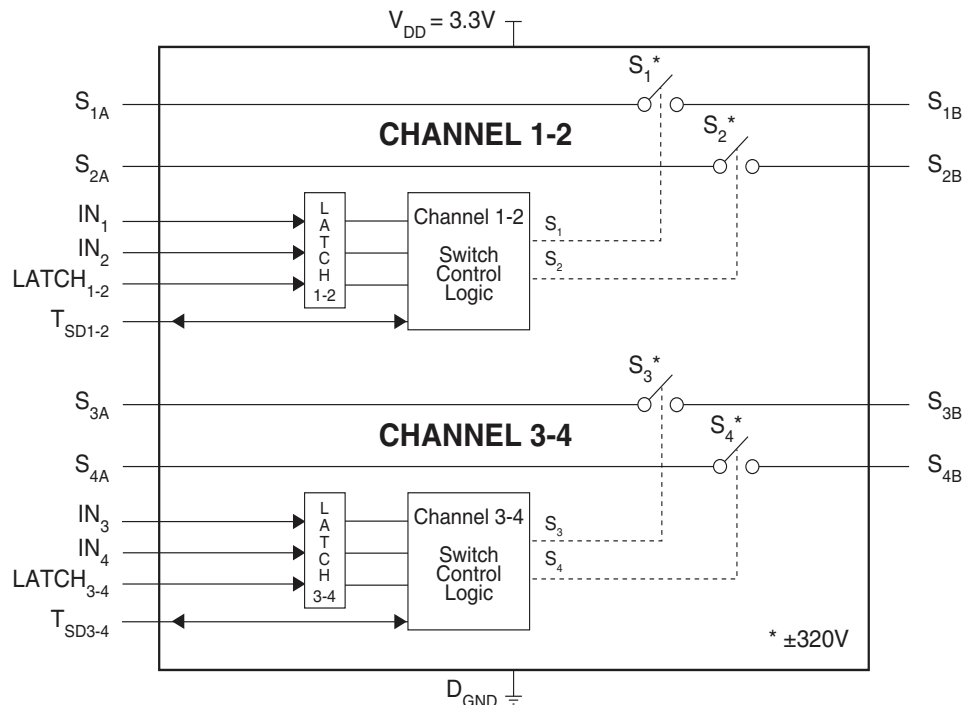 V_DD = 3.3V
S_1*
S_1A
S_1B
CHANNEL 1-2
S_2*
S_2A
S_2B
IN_1
IN_2
LATCH_1-2
T_SD1-2
LATCH
1-2
Channel 1-2
Switch
Control
Logic
S_1
S_2
S_3*
S_3A
S_3B
CHANNEL 3-4
S_4*
S_4A
S_4B
IN_3
IN_4
LATCH_3-4
T_SD3-4
LATCH
3-4
Channel 3-4
Switch
Control
Logic
S_3
S_4
* ±320V
D_GND